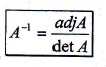 A⁻¹ = adjA / det A